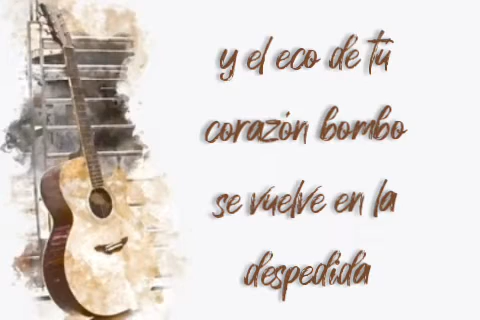 y el eco de tu
corazón bombo
se vuelve en la
despedida